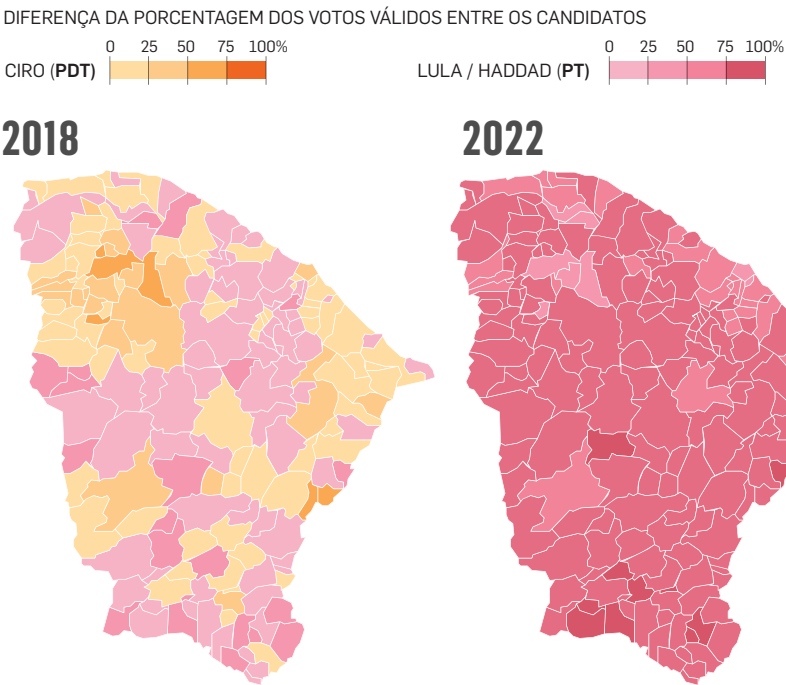 DIFERENÇA DA PORCENTAGEM DOS VOTOS VÁLIDOS ENTRE OS CANDIDATOS
0 25 50 75 100%
CIRO (PDT)
0 25 50 75 100%
LULA / HADDAD (PT)
2018
2022